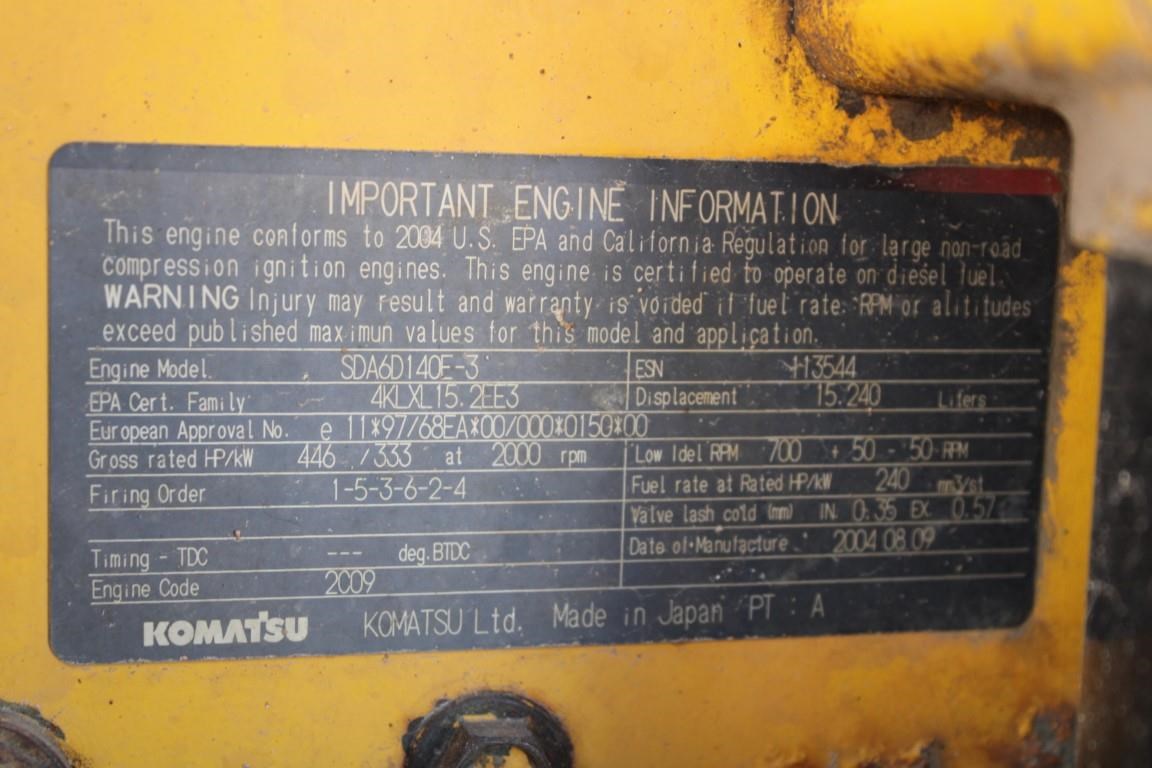 IMPORTANT ENGINE INFORMATION
This engine conforms to 2004 U.S. EPA and California Regulation for large non-road
compression ignition engines. This engine is certified to operate on diesel fuel.
WARNING Injury may result and warranty is voided if fuel rate. RPM or alititudes
exceed published maximun values for this model and application.
Engine Model SDA6D140E-3 ESN 113544
EPA Cert. Family 4KLXL15.2EE3 Displacement 15.240 Liters
European Approval No. e 11*97/68EA*00/000*0150*00
Gross rated HP/kW 446 / 333 at 2000 rpm Low Idel RPM 700 + 50 - 50 RPM
Firing Order 1-5-3-6-2-4 Fuel rate at Rated HP/kW 240 mm3/st
Valve lash cold (mm) IN. 0.35 EX. 0.57
Timing - TDC --- deg.BTDC Date of Manufacture 2004 08 09
Engine Code 2C09
KOMATSU KOMATSU Ltd. Made in Japan PT : A